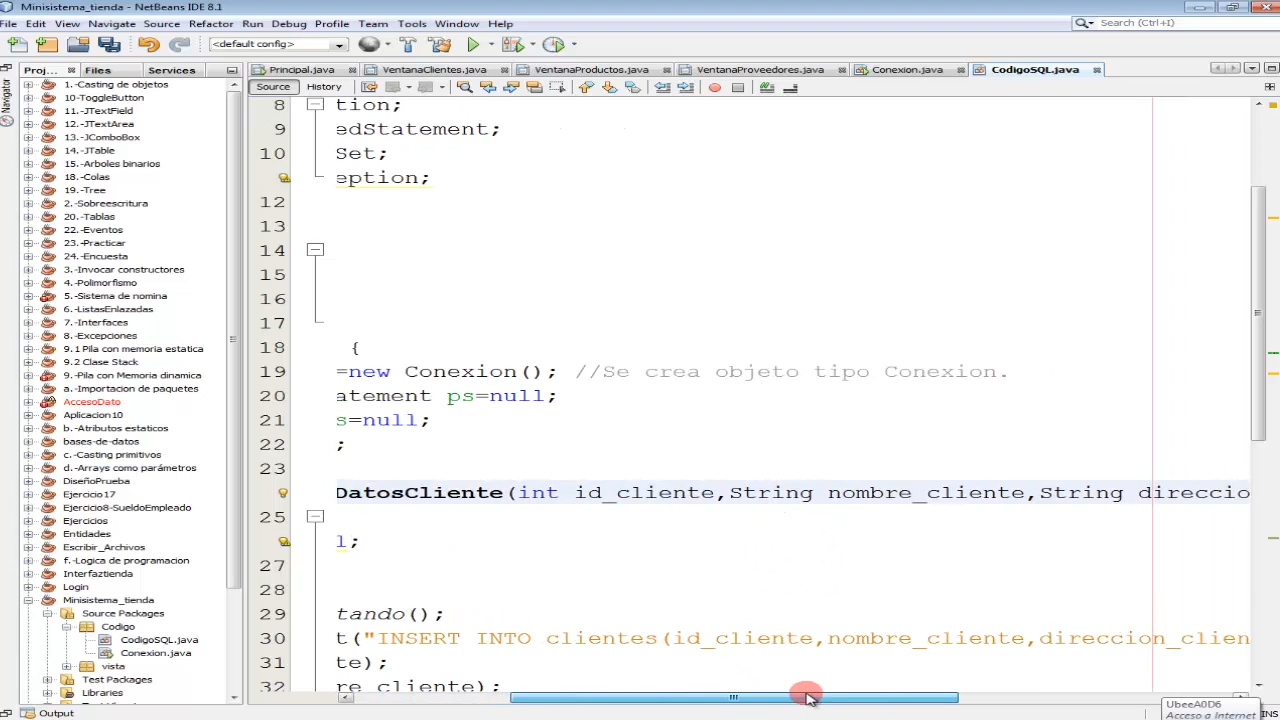 Minisistema_tienda - NetBeans IDE 8.1
File Edit View Navigate Source Refactor Run Debug Profile Team Tools Window Help
Search (Ctrl+I)
<default config>
Proj... Files Services
Principal.java VentanaClientes.java VentanaProductos.java VentanaProveedores.java Conexion.java CodigoSQL.java
Source History
Navigator
1.-Casting de objetos
10-ToggleButton
11.-JTextField
12.-JTextArea
13.-JComboBox
14.-JTable
15.-Arboles binarios
18.-Colas
19.-Tree
2.-Sobreescritura
20.-Tablas
22.-Eventos
23.-Practicar
24.-Encuesta
3.-Invocar constructores
4.-Polimorfismo
5.-Sistema de nomina
6.-ListasEnlazadas
7.-Interfaces
8.-Excepciones
9.1 Pila con memoria estatica
9.2 Clase Stack
9.-Pila con Memoria dinamica
a.-Importacion de paquetes
AccesoDato
Aplicacion10
b.-Atributos estaticos
bases-de-datos
c.-Casting primitivos
d.-Arrays como parámetros
DiseñoPrueba
Ejercicio17
Ejercicio8-SueldoEmpleado
Ejercicios
Entidades
Escribir_Archivos
f.-Logica de programacion
Interfaztienda
Login
Minisistema_tienda
Source Packages
Codigo
CodigoSQL.java
Conexion.java
vista
Test Packages
Libraries
8 tion;
9 edStatement;
10 Set;
eption;
12
13
14
15
16
17
18 {
19 =new Conexion(); //Se crea objeto tipo Conexion.
20 atement ps=null;
21 s=null;
22 ;
23
DatosCliente(int id_cliente,String nombre_cliente,String direccio
25
l;
27
28
29 tando();
30 t("INSERT INTO clientes(id_cliente,nombre_cliente,direccion_clien
31 te);
32 re_cliente);
Output
UbeeA0D6
Acceso a Internet
INS